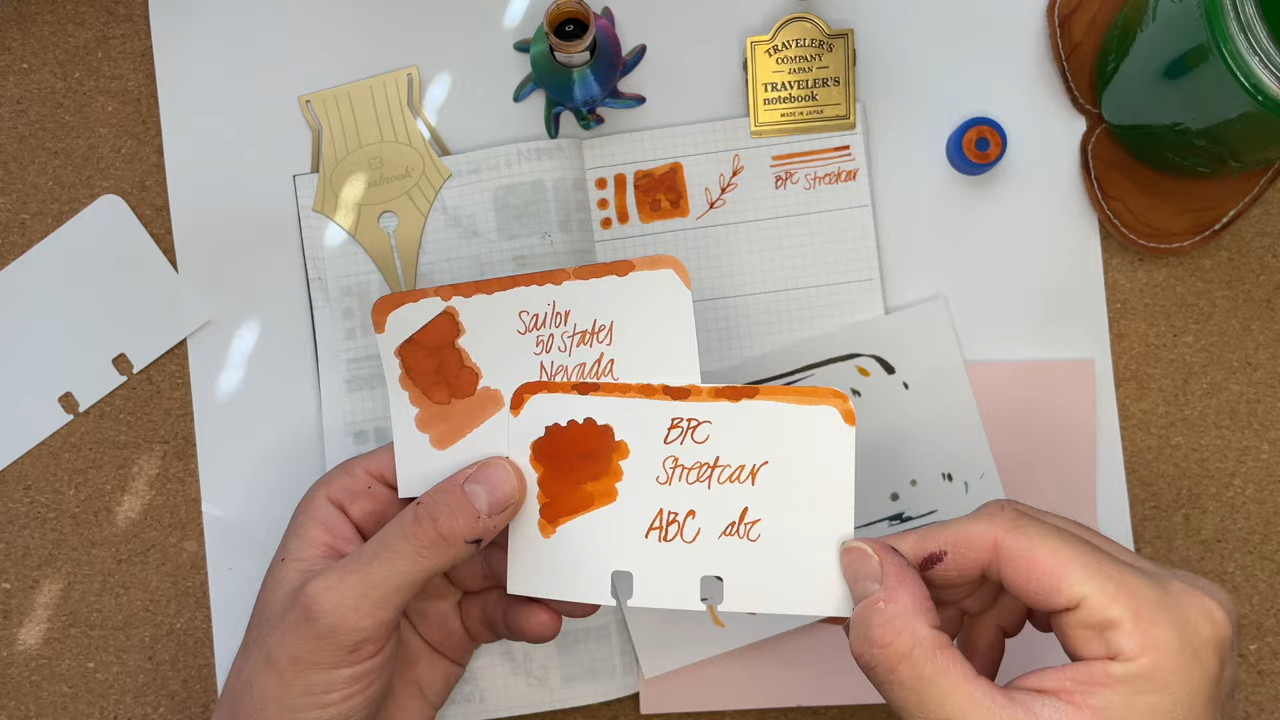 TRAVELER'S
COMPANY
JAPAN
TRAVELER'S
notebook
MADE IN JAPAN
BPC Streetcar
Sailor
50 States
Nevada
BPC
Streetcar
ABC abc